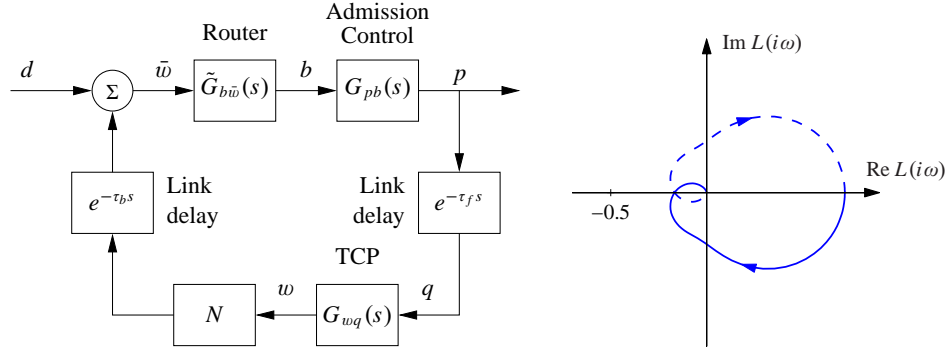 Router
Admission
Control
d
Σ
w̄
G̃_{bw̄}(s)
b
G_{pb}(s)
p
e^{−τ_b s}
Link
delay
Link
delay
e^{−τ_f s}
TCP
N
w
G_{wq}(s)
q
Im L(iω)
Re L(iω)
−0.5